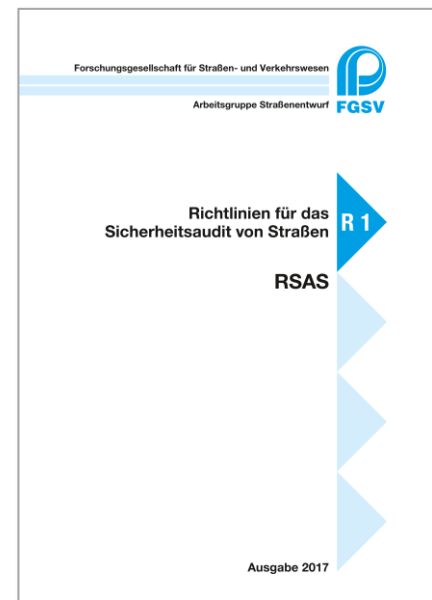 Forschungsgesellschaft für Straßen- und Verkehrswesen
FGSV
Arbeitsgruppe Straßenentwurf
Richtlinien für das
Sicherheitsaudit von Straßen
R 1
RSAS
Ausgabe 2017